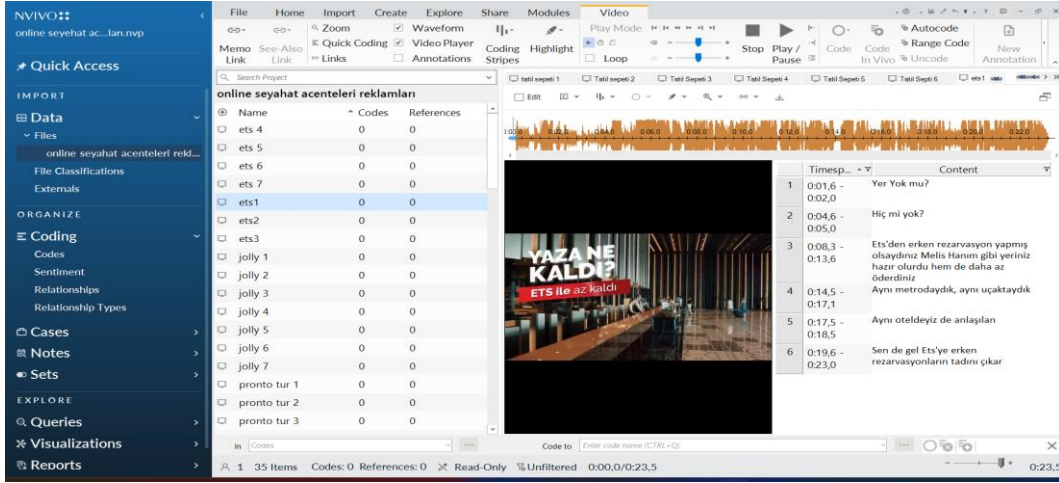 NVIVO
online seyehat ac...lan.nvp
Quick Access
IMPORT
Data
Files
online seyahat acenteleri rekl...
File Classifications
Externals
ORGANIZE
Coding
Codes
Sentiment
Relationships
Relationship Types
Cases
Notes
Sets
EXPLORE
Queries
Visualizations
Reports
File Home Import Create Explore Share Modules Video
Memo Link
See-Also Link
Zoom
Quick Coding
Links
Waveform
Video Player
Annotations
Coding Stripes
Highlight
Play Mode
Loop
Stop
Play / Pause
Code
Code In Vivo
Autocode
Range Code
Uncode
New Annotation
Search Project
online seyahat acenteleri reklamları
Name Codes References
ets 4 0 0
ets 5 0 0
ets 6 0 0
ets 7 0 0
ets1 0 0
ets2 0 0
ets3 0 0
jolly 1 0 0
jolly 2 0 0
jolly 3 0 0
jolly 4 0 0
jolly 5 0 0
jolly 6 0 0
jolly 7 0 0
pronto tur 1 0 0
pronto tur 2 0 0
pronto tur 3 0 0
In Codes
tatil sepeti 1 Tatil sepeti 2 Tatil Sepeti 3 Tatil Sepeti 4 Tatil Sepeti 5 Tatil Septi 6 ets1
Edit
YAZA NE
KALDI?
ETS ile az kaldı
Timesp... Content
1 0:01,6 - Yer Yok mu?
0:02,0
2 0:04,6 - Hiç mi yok?
0:05,0
3 0:08,3 - Ets'den erken rezarvasyon yapmış
0:13,6 olsaydınız Melis Hanım gibi yeriniz
hazır olurdu hem de daha az
öderdiniz
4 0:14,5 - Aynı metrodaydık, aynı uçaktaydık
0:17,1
5 0:17,5 - Aynı oteldeyiz de anlaşılan
0:18,5
6 0:19,6 - Sen de gel Ets'ye erken
0:23,0 rezarvasyonların tadını çıkar
Code to Enter code name (CTRL+Q)
1 35 Items Codes: 0 References: 0 Read-Only Unfiltered 0:00,0/0:23,5
0:23,5